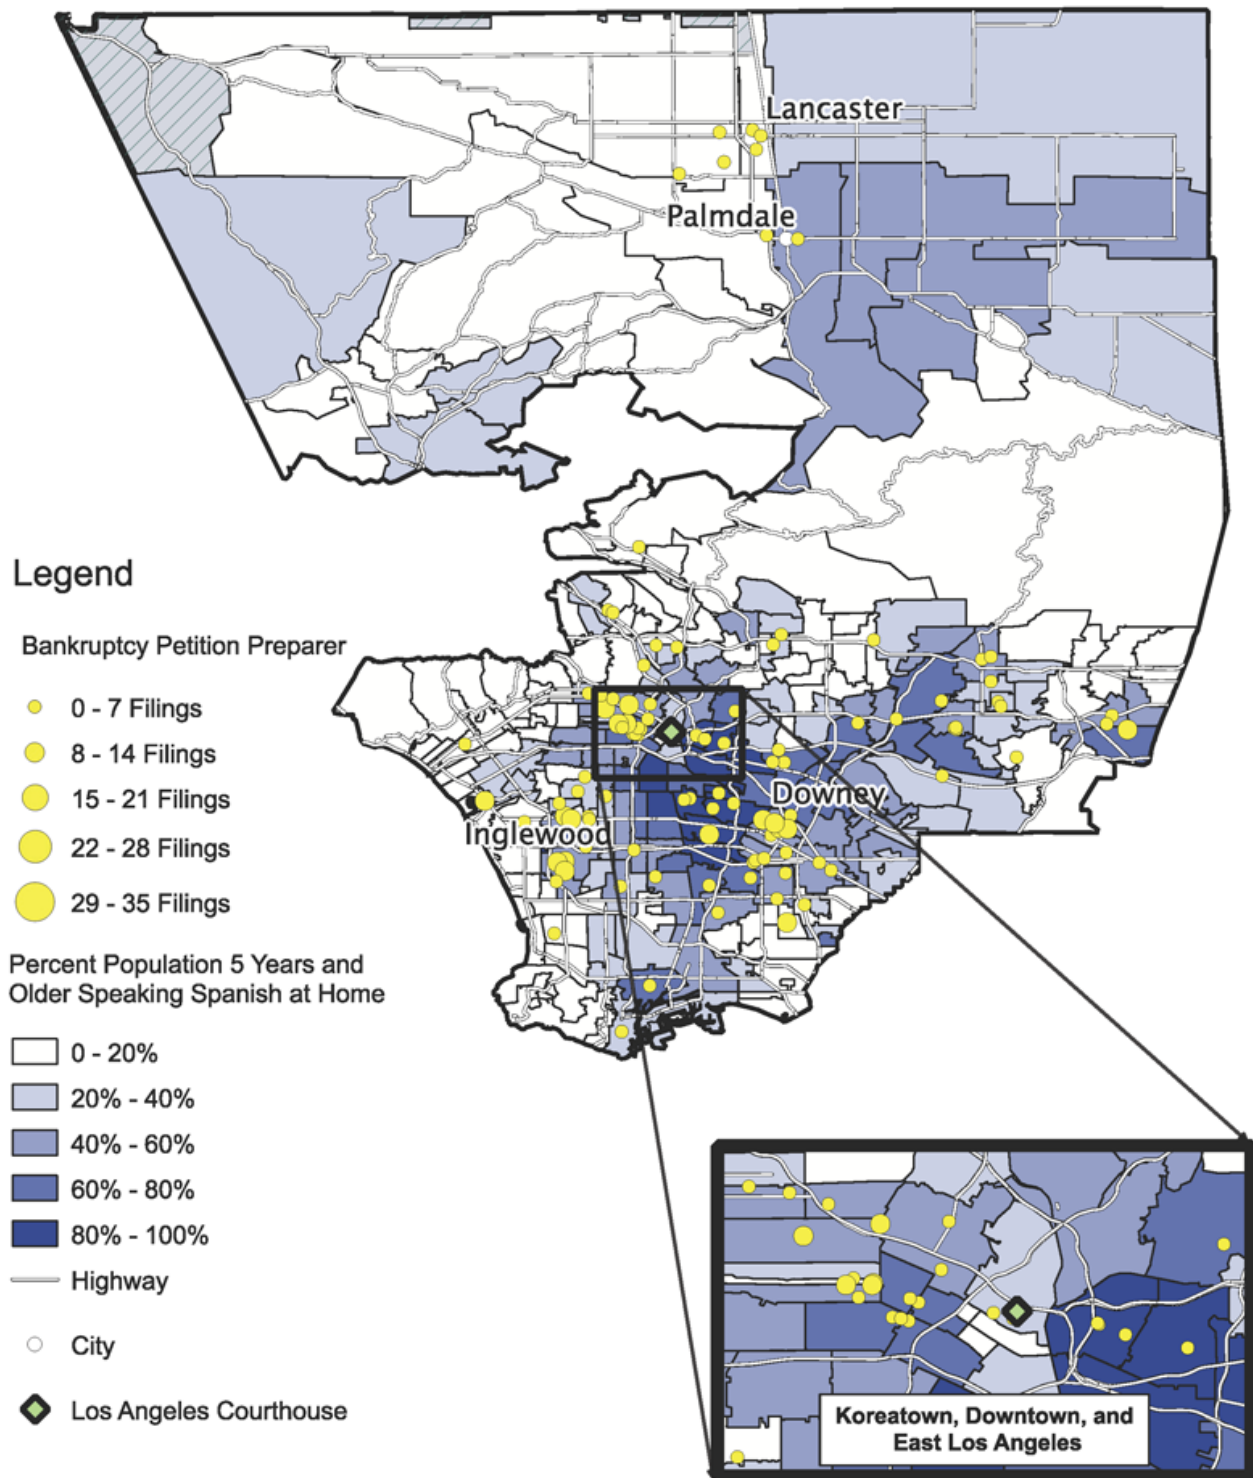 Lancaster
Palmdale
Downey
Inglewood
Legend
Bankruptcy Petition Preparer
0 - 7 Filings
8 - 14 Filings
15 - 21 Filings
22 - 28 Filings
29 - 35 Filings
Percent Population 5 Years and
Older Speaking Spanish at Home
0 - 20%
20% - 40%
40% - 60%
60% - 80%
80% - 100%
Highway
City
Los Angeles Courthouse
Koreatown, Downtown, and
East Los Angeles